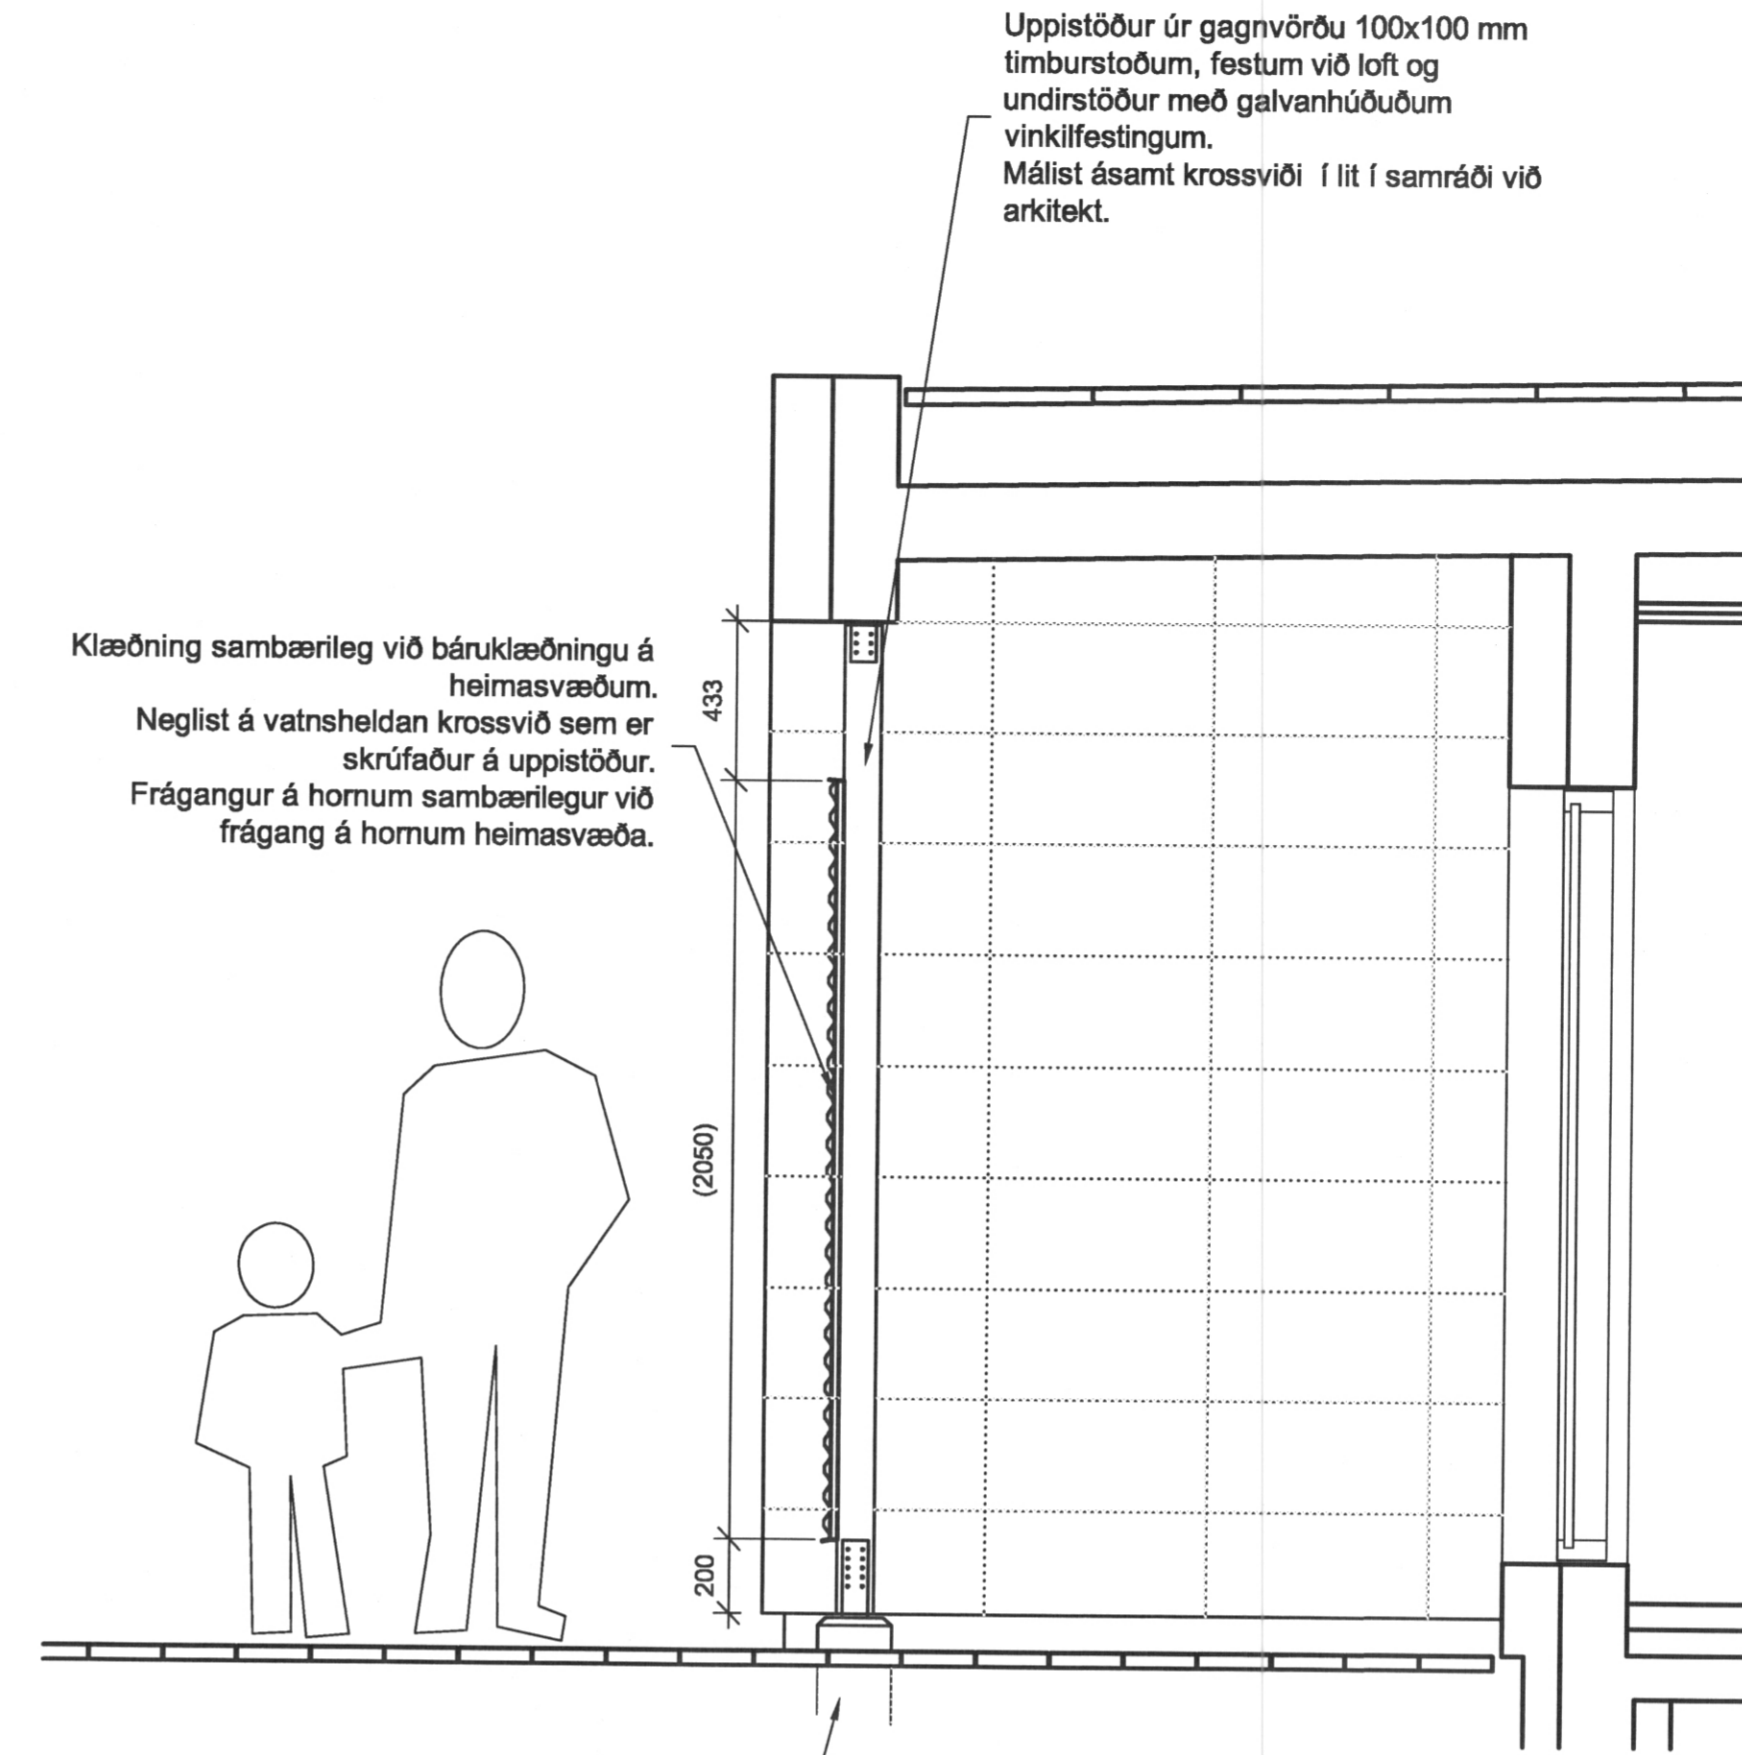 Uppistöður úr gagnvörðu 100x100 mm
timburstoðum, festum við loft og
undirstöður með galvanhúðuðum
vinkilfestingum.
Málist ásamt krossviði í lit í samráði við
arkitekt.
Klæðning sambærileg við báruklæðningu á
heimasvæðum.
Neglist á vatnsheldan krossvið sem er
skrúfaður á uppistöður.
Frágangur á hornum sambærilegur við
frágang á hornum heimasvæða.
433
(2050)
200